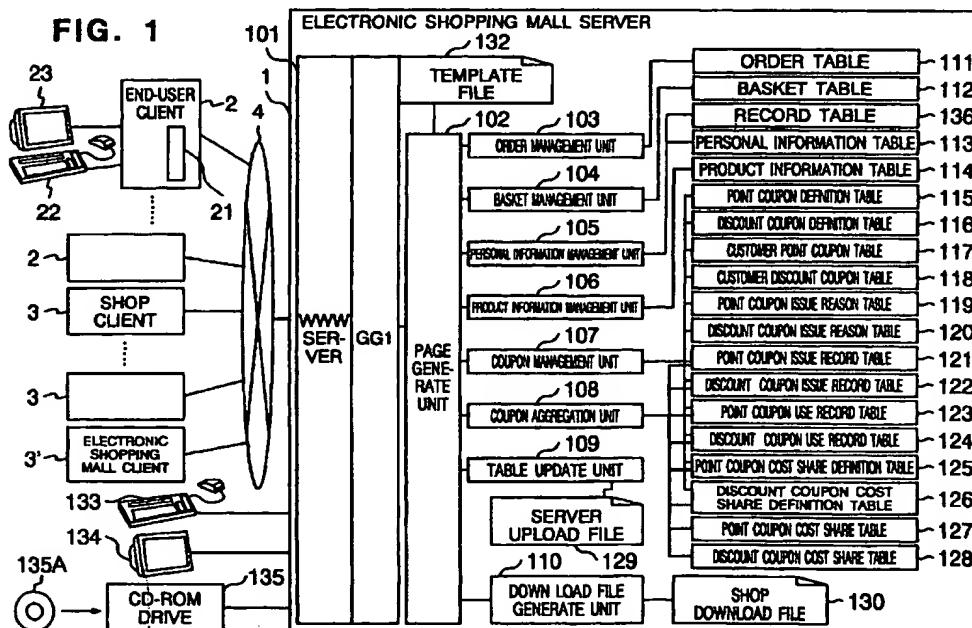 FIG. 1
ELECTRONIC SHOPPING MALL SERVER
101
1
132
TEMPLATE
FILE
23
END-USER
CLIENT
2
4
22
21
2
3
SHOP
CLIENT
3
3'
ELECTRONIC
SHOPPING
MALL CLIENT
133
134
135A
135
CD-ROM
DRIVE
SER-
VER
GG1
102
PAGE
GENE-
RATE
UNIT
103
ORDER MANAGEMENT UNIT
104
BASKET MANAGEMENT UNIT
105
PERSONAL INFORMATION MANAGEMENT UNIT
106
PRODUCT INFORMATION MANAGEMENT UNIT
107
COUPON MANAGEMENT UNIT
108
COUPON AGGREGATION UNIT
109
TABLE UPDATE UNIT
SERVER
UPLOAD FILE
129
110
DOWN LOAD FILE
GENERATE UNIT
SHOP
DOWNLOAD FILE
130
ORDER TABLE 111
BASKET TABLE 112
RECORD TABLE 136
PERSONAL INFORMATION TABLE 113
PRODUCT INFORMATION TABLE 114
POINT COUPON DEFINITION TABLE 115
DISCOUNT COUPON DEFINITION TABLE 116
CUSTOMER POINT COUPON TABLE 117
CUSTOMER DISCOUNT COUPON TABLE 118
POINT COUPON ISSUE REASON TABLE 119
DISCOUNT COUPON ISSUE REASON TABLE 120
POINT COUPON ISSUE RECORD TABLE 121
DISCOUNT COUPON ISSUE RECORD TABLE 122
POINT COUPON USE RECORD TABLE 123
DISCOUNT COUPON USE RECORD TABLE 124
POINT COUPON COST SHARE DEFINITION TABLE 125
DISCOUNT COUPON COST
SHARE DEFINITION TABLE 126
POINT COUPON COST SHARE TABLE 127
DISCOUNT COUPON COST SHARE TABLE 128